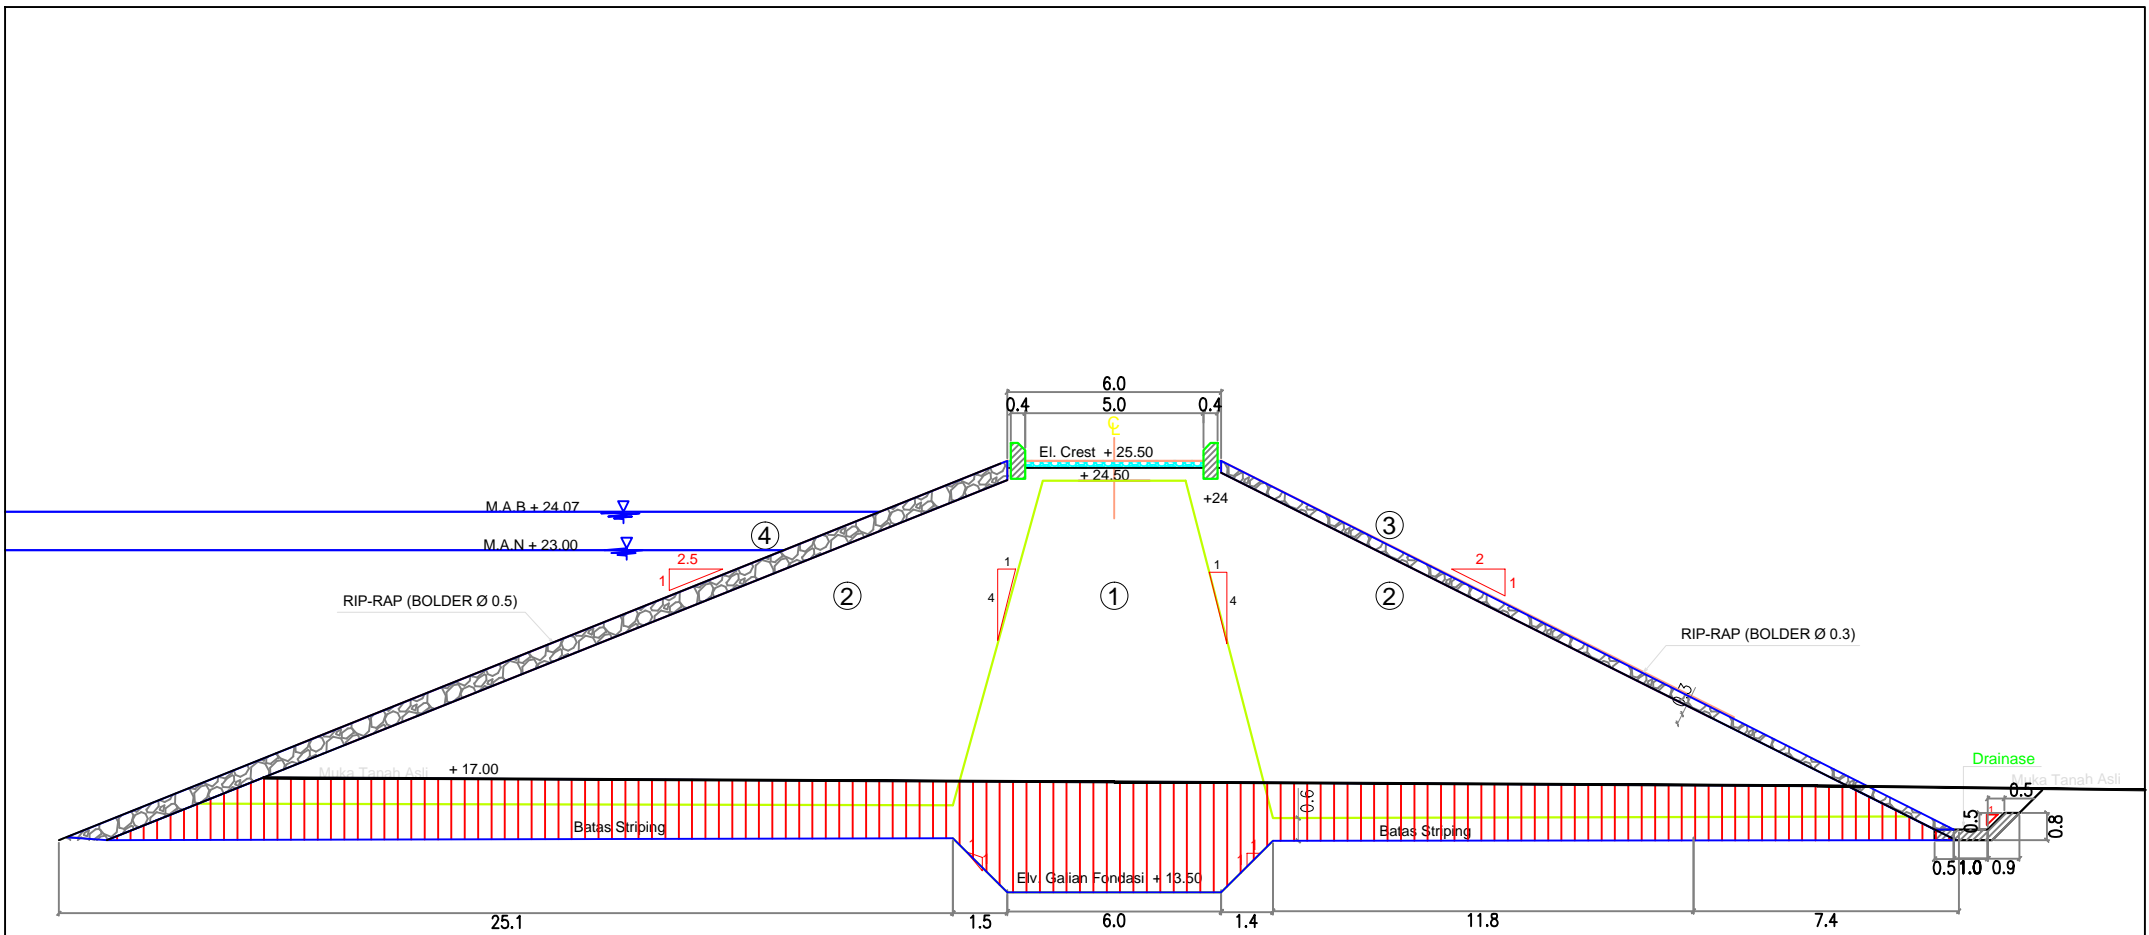 6.0
0.4 5.0 0.4
℄
El. Crest + 25.50
+ 24.50
+24
M.A.B + 24.07
M.A.N + 23.00
4
3
2.5
1
1
4
1
4
2
1
2
1
2
RIP-RAP (BOLDER Ø 0.5)
RIP-RAP (BOLDER Ø 0.3)
0.3
Muka Tanah Asli + 17.00
Drainase
Muka Tanah Asli
0.5
1
0.5
0.8
0.6
Batas Striping
Batas Striping
1
1
1
1
0.5 1.0 0.9
Elv. Galian Fondasi + 13.50
25.1 1.5 6.0 1.4 11.8 7.4